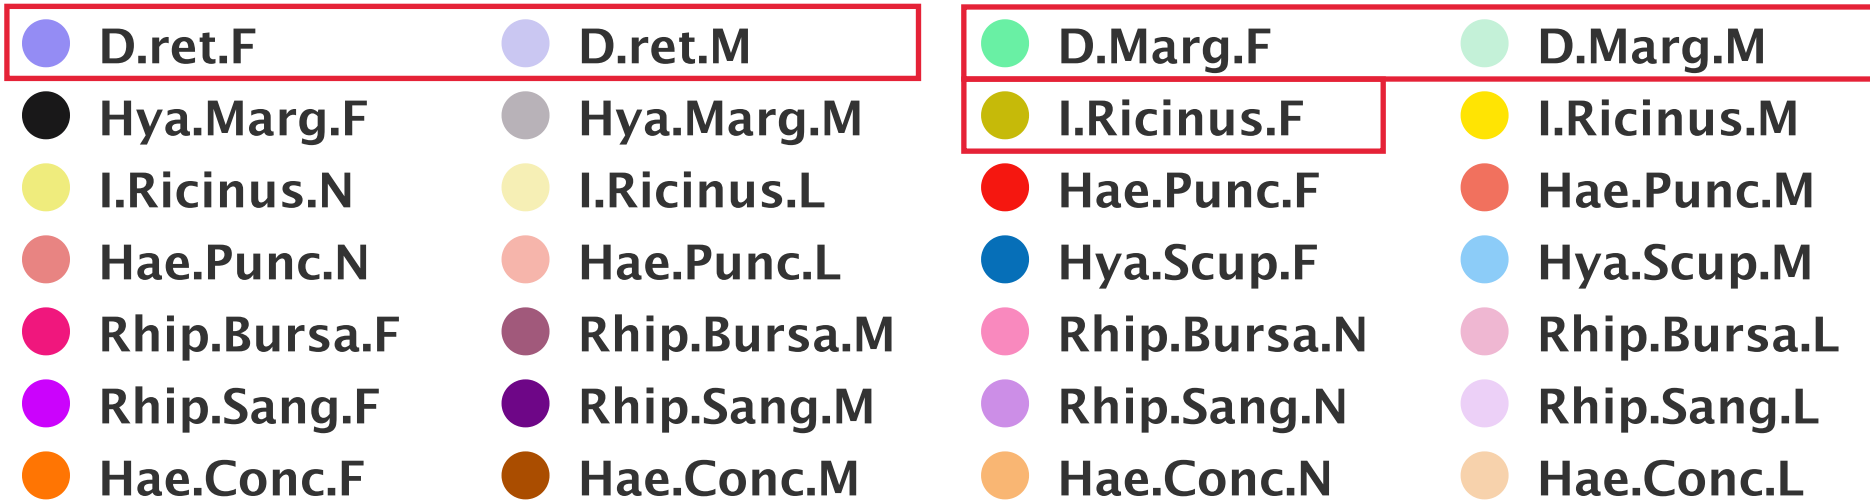 D.ret.F D.ret.M D.Marg.F D.Marg.M
Hya.Marg.F Hya.Marg.M I.Ricinus.F I.Ricinus.M
I.Ricinus.N I.Ricinus.L Hae.Punc.F Hae.Punc.M
Hae.Punc.N Hae.Punc.L Hya.Scup.F Hya.Scup.M
Rhip.Bursa.F Rhip.Bursa.M Rhip.Bursa.N Rhip.Bursa.L
Rhip.Sang.F Rhip.Sang.M Rhip.Sang.N Rhip.Sang.L
Hae.Conc.F Hae.Conc.M Hae.Conc.N Hae.Conc.L